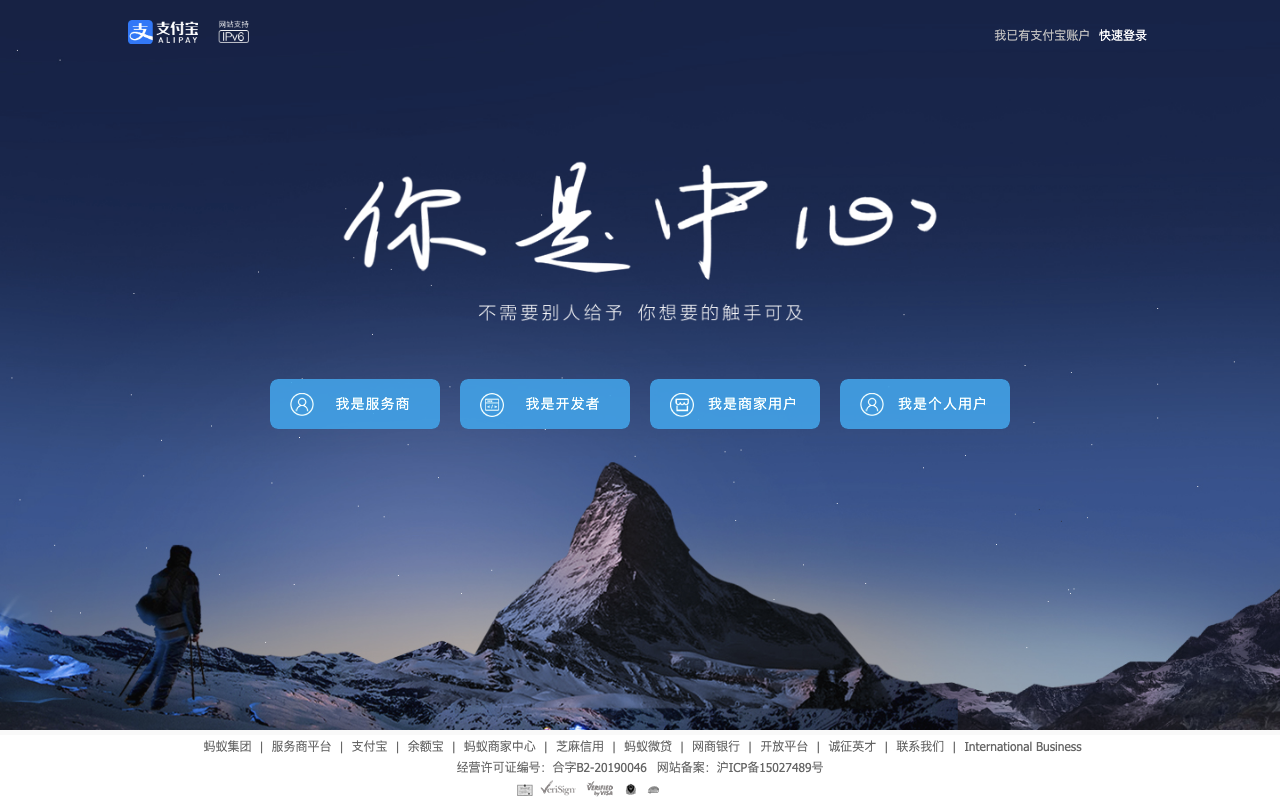 支付宝
ALIPAY
网站支持
IPv6
我已有支付宝账户 快速登录
你是中心
不需要别人给予 你想要的触手可及
我是服务商 我是开发者 我是商家用户 我是个人用户
蚂蚁集团 | 服务商平台 | 支付宝 | 余额宝 | 蚂蚁商家中心 | 芝麻信用 | 蚂蚁微贷 | 网商银行 | 开放平台 | 诚征英才 | 联系我们 | International Business
经营许可证编号：合字B2-20190046 网站备案：沪ICP备15027489号
VeriSign VERIFIED by VISA